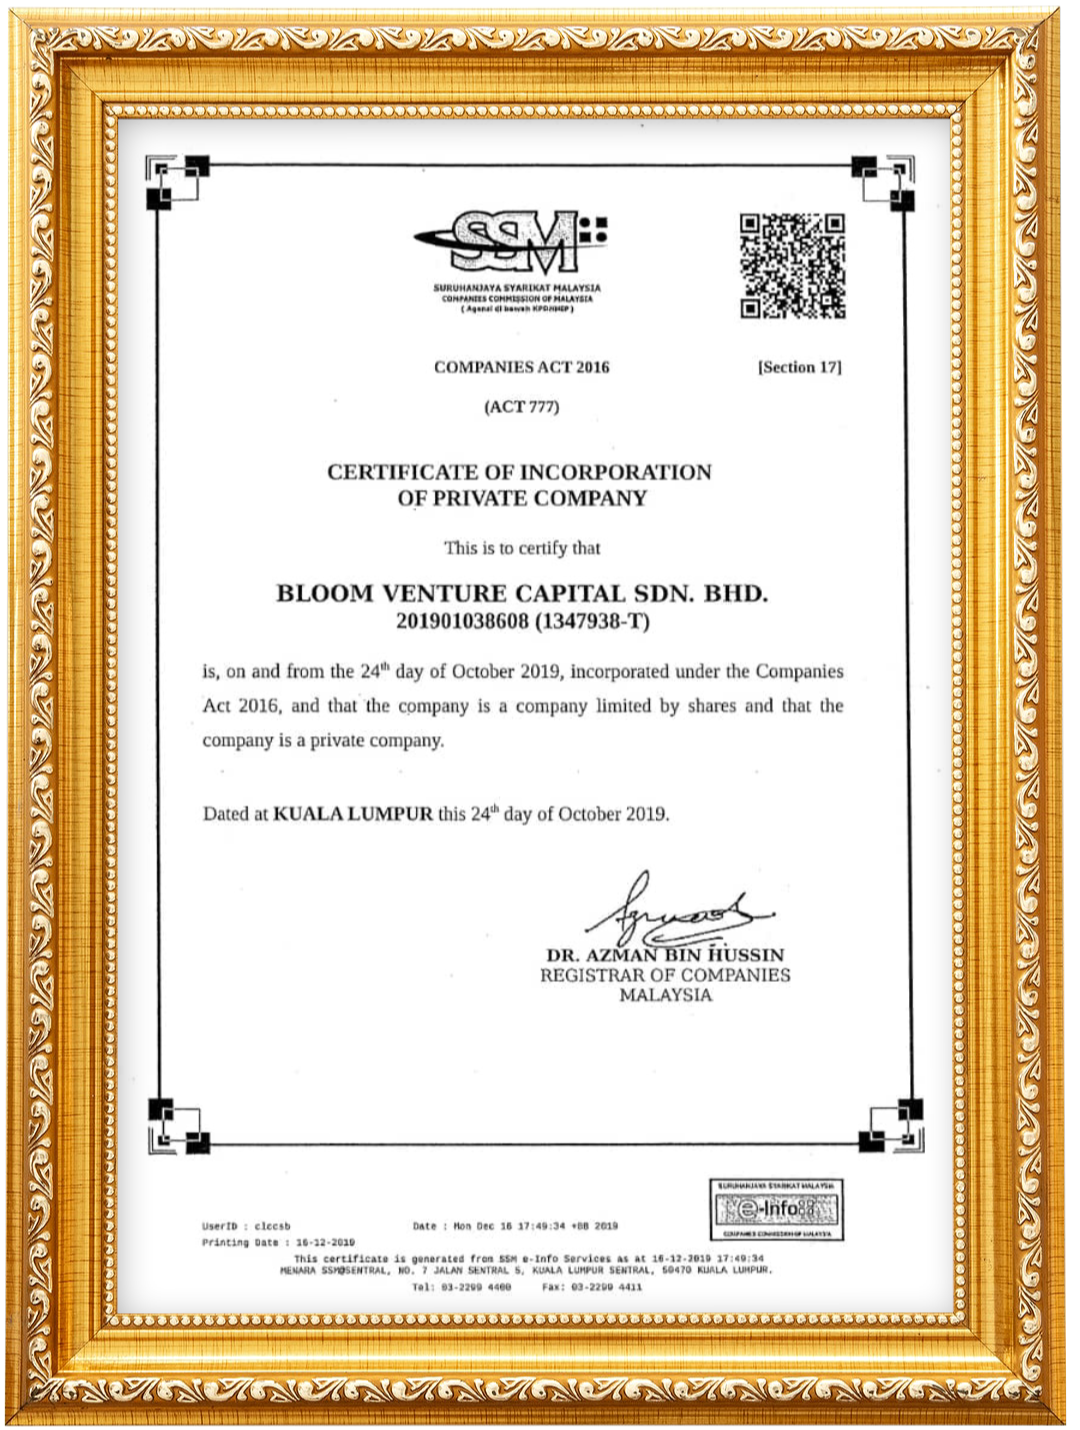 SSM
SURUHANJAYA SYARIKAT MALAYSIA
COMPANIES COMMISSION OF MALAYSIA
( Agensi di bawah KPDNHEP )
COMPANIES ACT 2016
[Section 17]
(ACT 777)
CERTIFICATE OF INCORPORATION
OF PRIVATE COMPANY
This is to certify that
BLOOM VENTURE CAPITAL SDN. BHD.
201901038608 (1347938-T)
is, on and from the 24th day of October 2019, incorporated under the Companies
Act 2016, and that the company is a company limited by shares and that the
company is a private company.
Dated at KUALA LUMPUR this 24th day of October 2019.
DR. AZMAN BIN HUSSIN
REGISTRAR OF COMPANIES
MALAYSIA
SURUHANJAYA SYARIKAT MALAYSIA
e-Info
COMPANIES COMMISSION OF MALAYSIA
UserID : clccsb
Date : Mon Dec 16 17:49:34 +08 2019
Printing Date : 16-12-2019
This certificate is generated from SSM e-Info Services as at 16-12-2019 17:49:34
MENARA SSM@SENTRAL, NO. 7 JALAN SENTRAL 5, KUALA LUMPUR SENTRAL, 50470 KUALA LUMPUR.
Tel: 03-2299 4400 Fax: 03-2299 4411